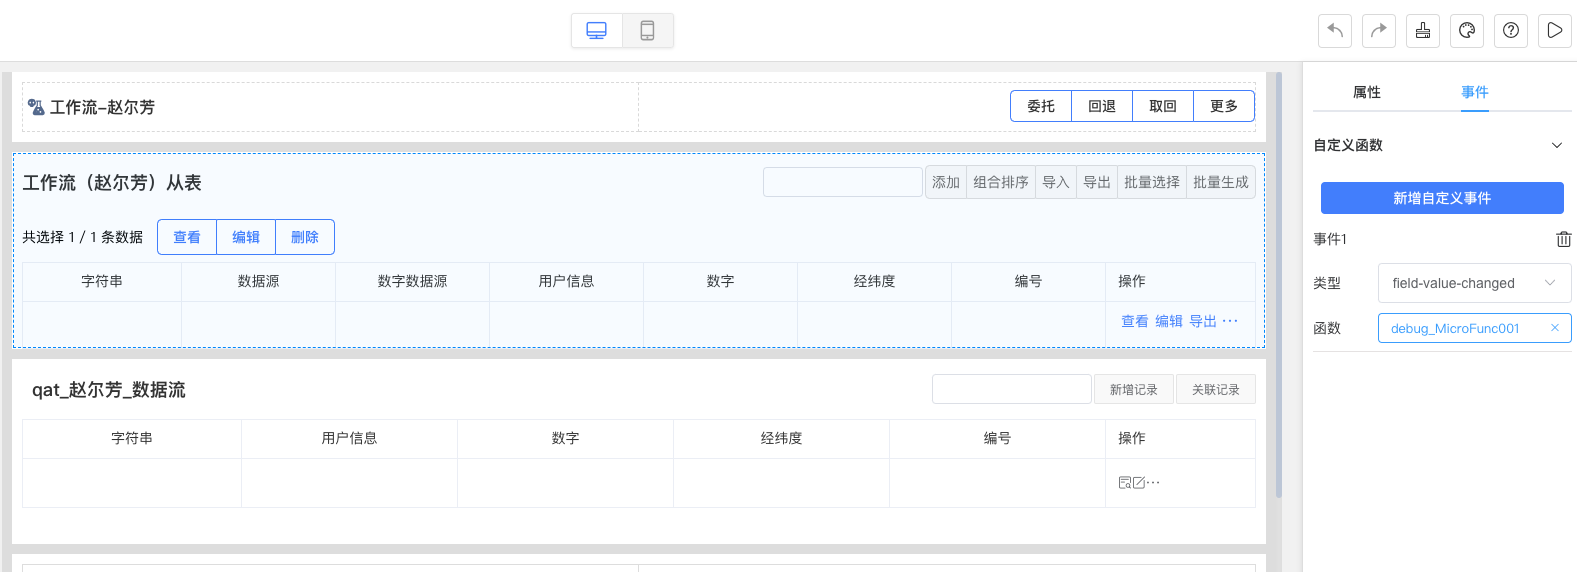 工作流-赵尔芳
委托 回退 取回 更多
工作流（赵尔芳）从表
添加 组合排序 导入 导出 批量选择 批量生成
共选择 1 / 1 条数据 查看 编辑 删除
字符串 数据源 数字数据源 用户信息 数字 经纬度 编号 操作
查看 编辑 导出 ···
qat_赵尔芳_数据流
新增记录 关联记录
字符串 用户信息 数字 经纬度 编号 操作
···
属性 事件
自定义函数
新增自定义事件
事件1
类型 field-value-changed
函数 debug_MicroFunc001 ×